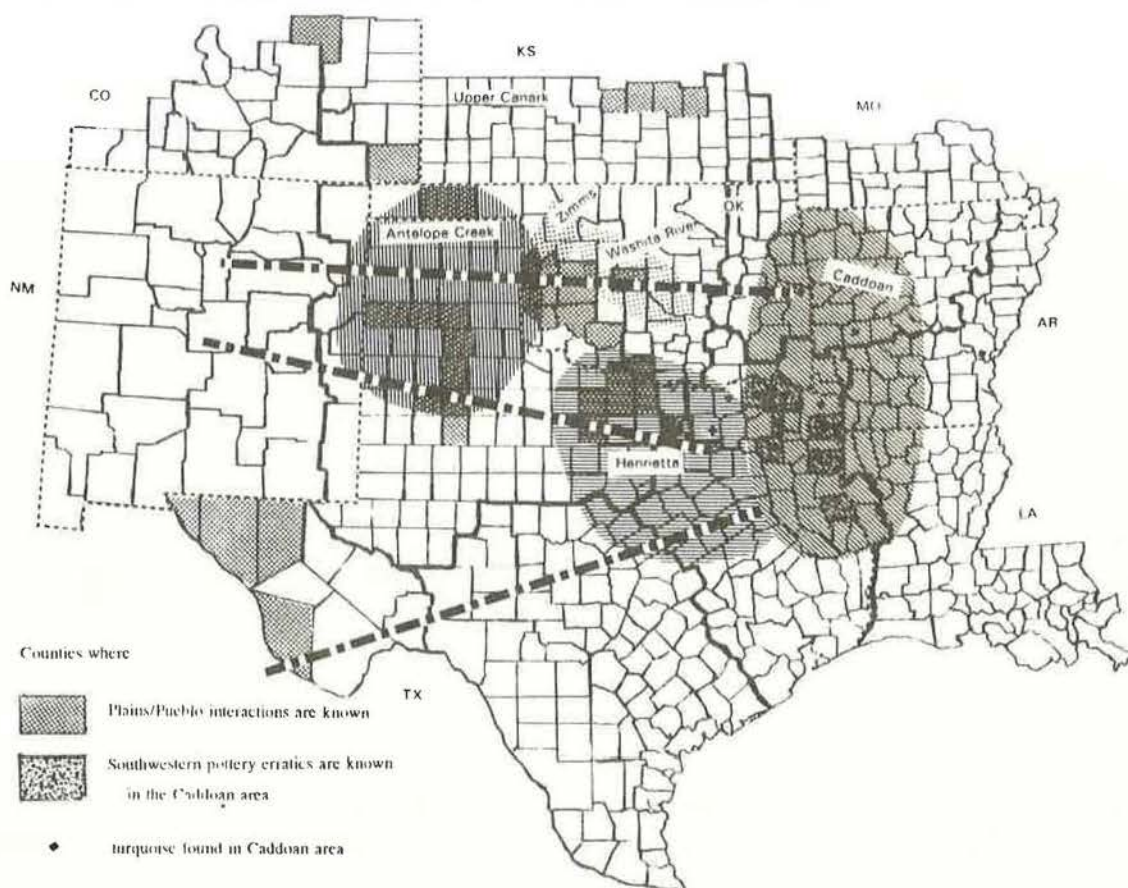 KS
CO
Upper Canark
MO
OK
Zimms
Antelope Creek
Washita River
Caddoan
NM
AR
Henrietta
LA
TX
Counties where
Plains/Pueblo interactions are known
Southwestern pottery erratics are known
in the Caddoan area
turquoise found in Caddoan area